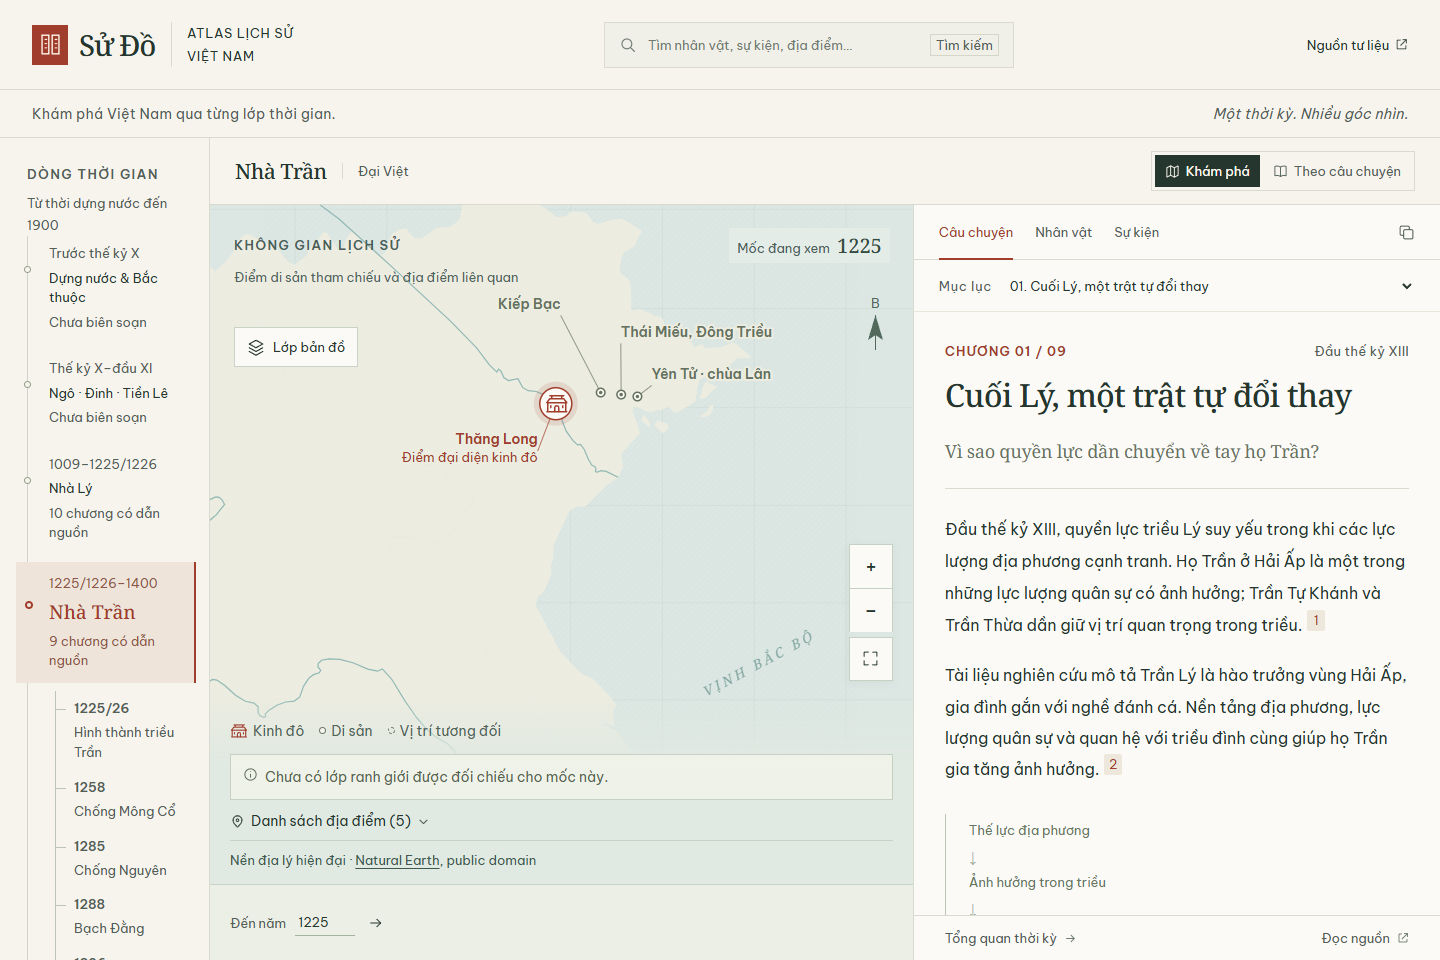 Sử Đồ
ATLAS LỊCH SỬ
VIỆT NAM
Tìm nhân vật, sự kiện, địa điểm...
Tìm kiếm
Nguồn tư liệu
Khám phá Việt Nam qua từng lớp thời gian.
Một thời kỳ. Nhiều góc nhìn.
DÒNG THỜI GIAN
Từ thời dựng nước đến
1900
Trước thế kỷ X
Dựng nước & Bắc
thuộc
Chưa biên soạn
Thế kỷ X–đầu XI
Ngô · Đinh · Tiền Lê
Chưa biên soạn
1009–1225/1226
Nhà Lý
10 chương có dẫn
nguồn
1225/1226–1400
Nhà Trần
9 chương có dẫn
nguồn
1225/26
Hình thành triều
Trần
1258
Chống Mông Cổ
1285
Chống Nguyên
1288
Bạch Đằng
Nhà Trần
Đại Việt
Khám phá
Theo câu chuyện
KHÔNG GIAN LỊCH SỬ
Điểm di sản tham chiếu và địa điểm liên quan
Mốc đang xem 1225
Lớp bản đồ
B
Kiếp Bạc
Thái Miếu, Đông Triều
Yên Tử · chùa Lân
Thăng Long
Điểm đại diện kinh đô
+
−
VỊNH BẮC BỘ
Kinh đô
Di sản
Vị trí tương đối
Chưa có lớp ranh giới được đối chiếu cho mốc này.
Danh sách địa điểm (5)
Nền địa lý hiện đại · Natural Earth, public domain
Đến năm 1225 →
Câu chuyện
Nhân vật
Sự kiện
Mục lục
01. Cuối Lý, một trật tự đổi thay
CHƯƠNG 01 / 09
Đầu thế kỷ XIII
Cuối Lý, một trật tự đổi thay
Vì sao quyền lực dần chuyển về tay họ Trần?
Đầu thế kỷ XIII, quyền lực triều Lý suy yếu trong khi các lực
lượng địa phương cạnh tranh. Họ Trần ở Hải Ấp là một trong
những lực lượng quân sự có ảnh hưởng; Trần Tự Khánh và
Trần Thừa dần giữ vị trí quan trọng trong triều. 1
Tài liệu nghiên cứu mô tả Trần Lý là hào trưởng vùng Hải Ấp,
gia đình gắn với nghề đánh cá. Nền tảng địa phương, lực
lượng quân sự và quan hệ với triều đình cùng giúp họ Trần
gia tăng ảnh hưởng. 2
Thế lực địa phương
↓
Ảnh hưởng trong triều
↓
Tổng quan thời kỳ →
Đọc nguồn